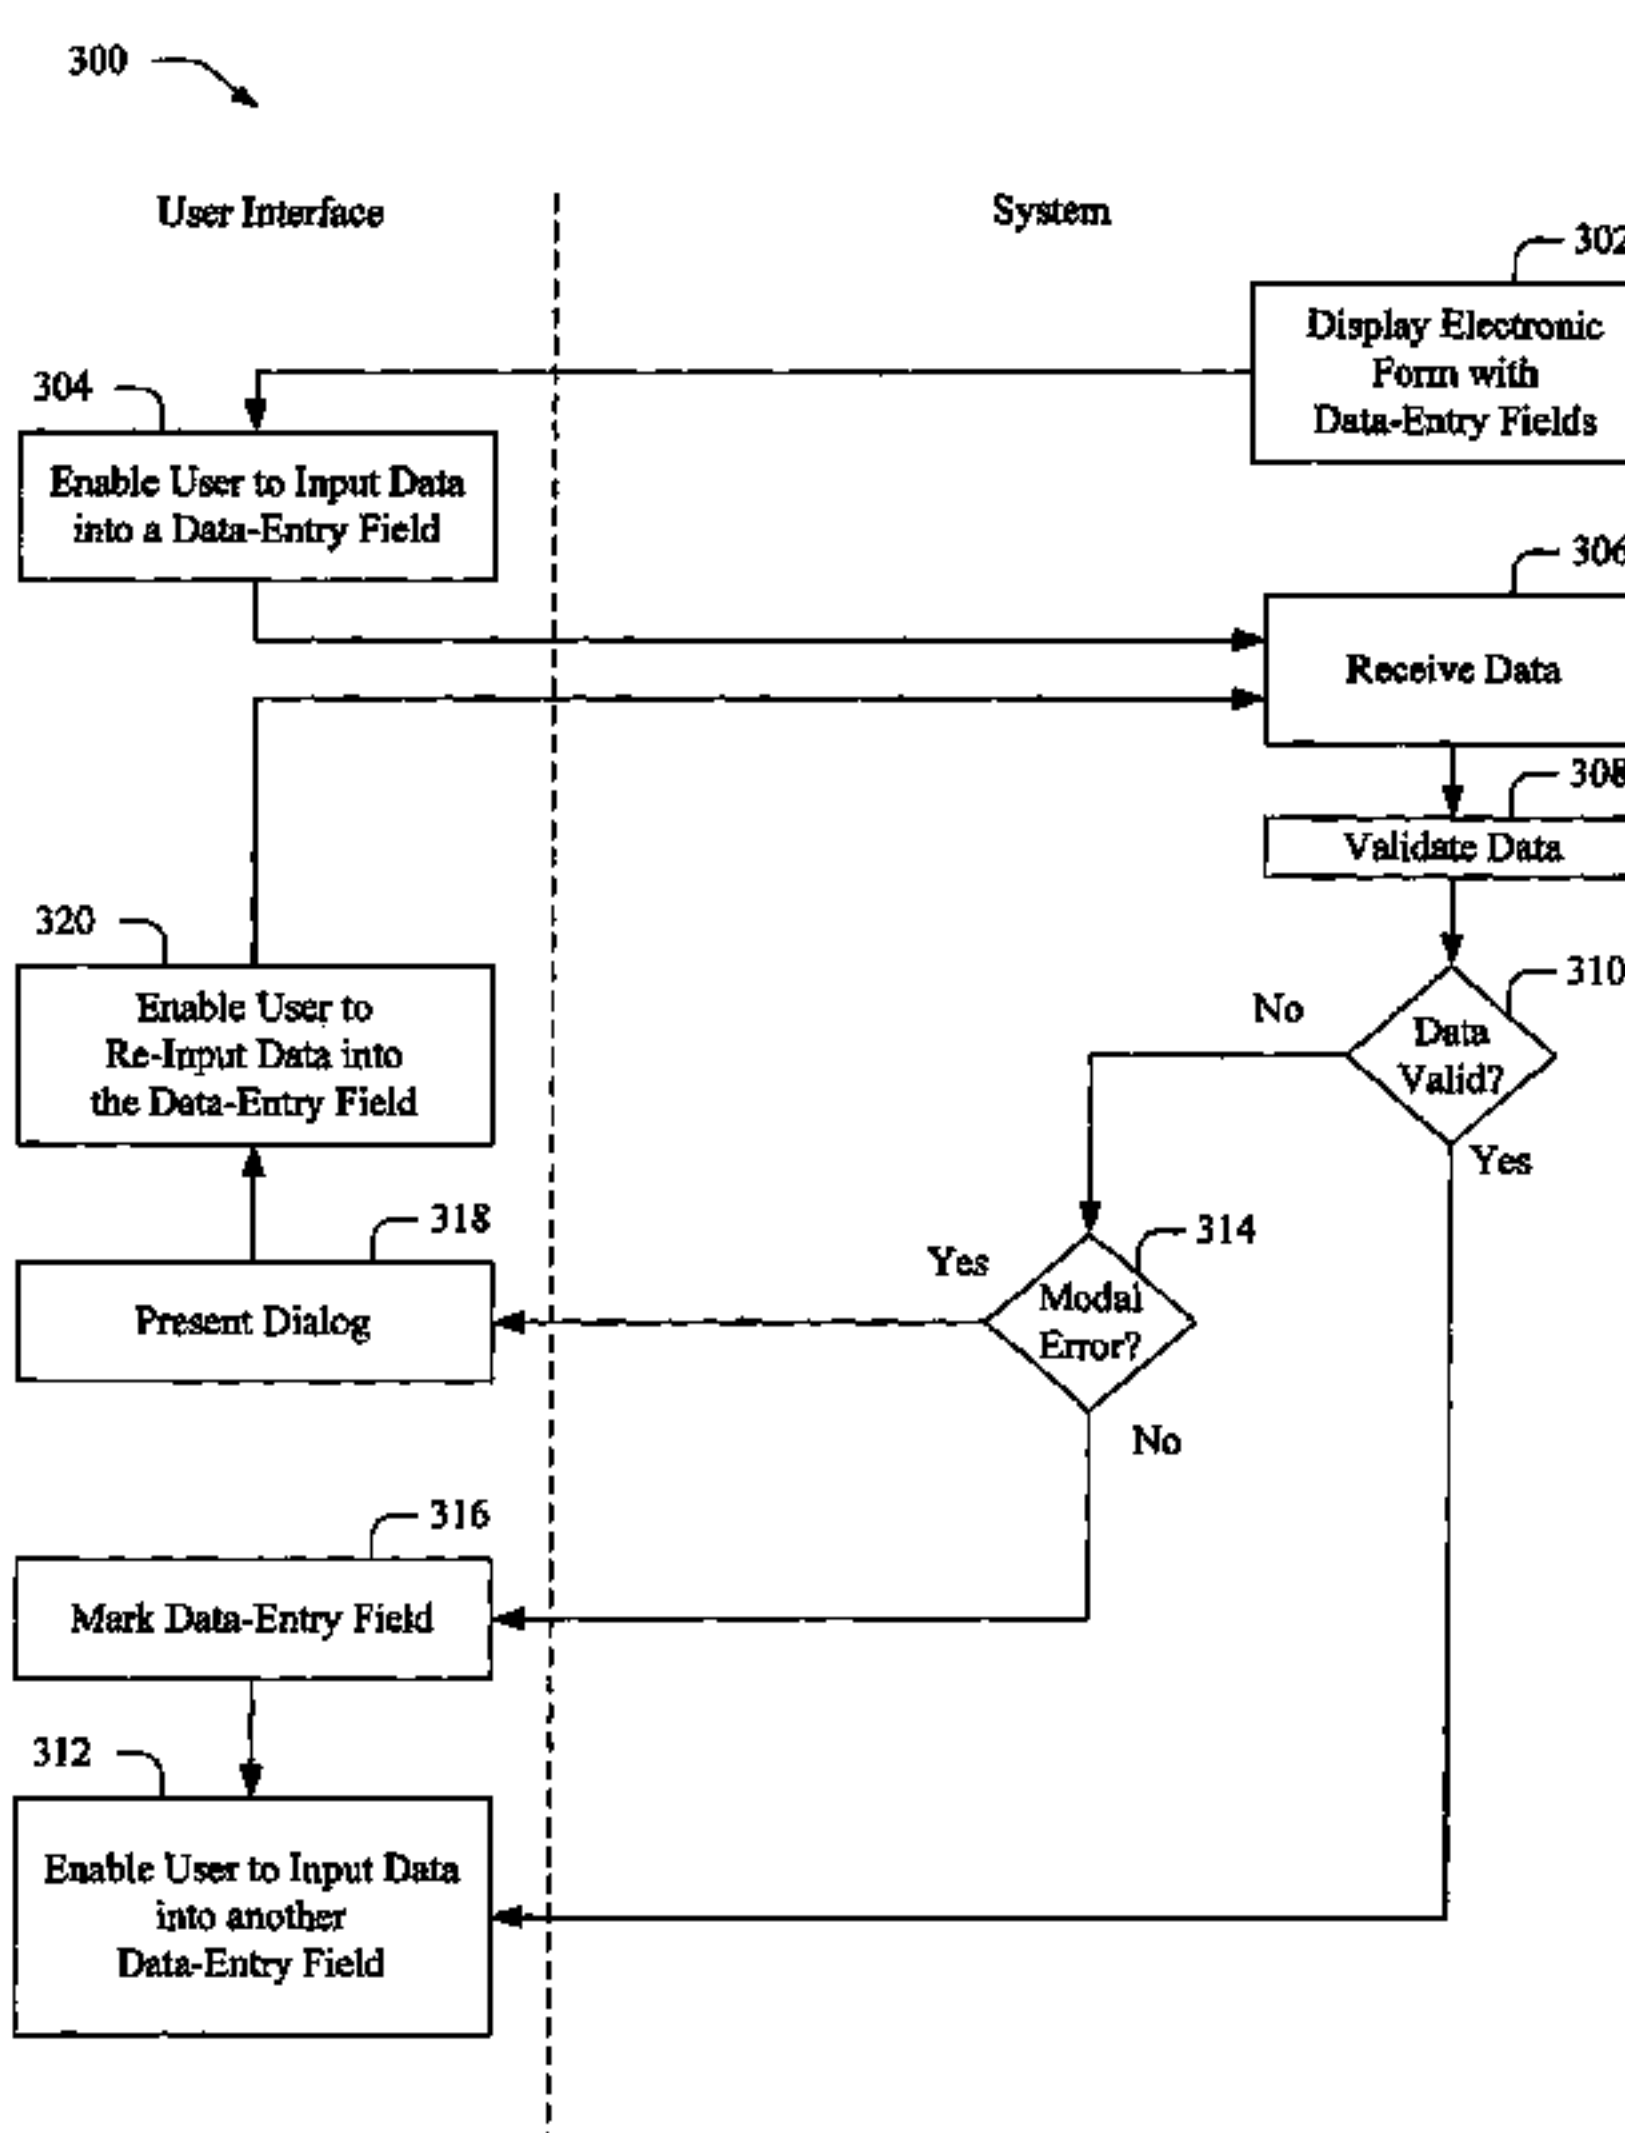 300
User Interface
System
302
Display Electronic
Form with
Data-Entry Fields
304
Enable User to Input Data
into a Data-Entry Field
306
Receive Data
308
Validate Data
320
Enable User to
Re-Input Data into
the Data-Entry Field
310
Data
Valid?
No
Yes
318
Present Dialog
314
Modal
Error?
Yes
No
316
Mark Data-Entry Field
312
Enable User to Input Data
into another
Data-Entry Field